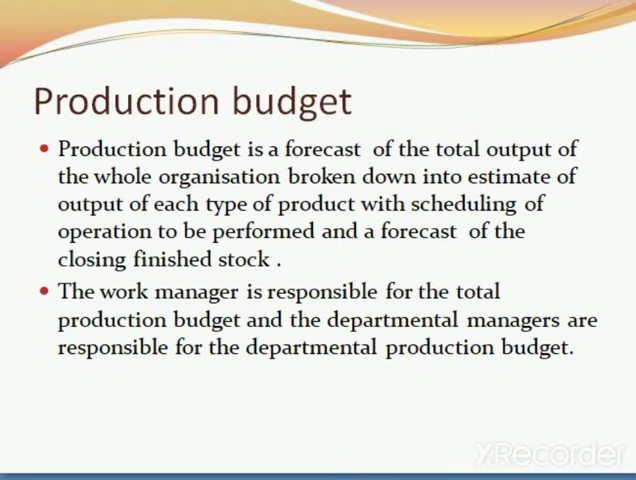 Production budget
• Production budget is a forecast of the total output of
the whole organisation broken down into estimate of
output of each type of product with scheduling of
operation to be performed and a forecast of the
closing finished stock .
• The work manager is responsible for the total
production budget and the departmental managers are
responsible for the departmental production budget.
XRecorder